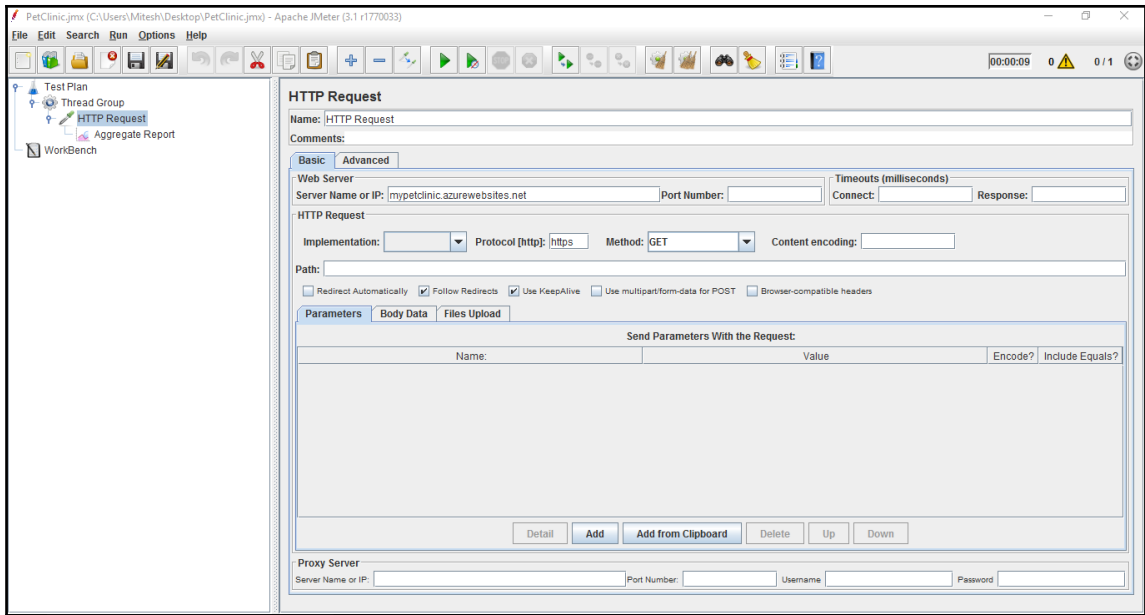 PetClinic.jmx (C:\Users\Mitesh\Desktop\PetClinic.jmx) - Apache JMeter (3.1 r1770033)
File Edit Search Run Options Help
00:00:09 0 0 / 1
Test Plan
Thread Group
HTTP Request
Aggregate Report
WorkBench
HTTP Request
Name: HTTP Request
Comments:
Basic Advanced
Web Server Timeouts (milliseconds)
Server Name or IP: mypetclinic.azurewebsites.net Port Number: Connect: Response:
HTTP Request
Implementation: Protocol [http]: https Method: GET Content encoding:
Path:
Redirect Automatically Follow Redirects Use KeepAlive Use multipart/form-data for POST Browser-compatible headers
Parameters Body Data Files Upload
Send Parameters With the Request:
Name: Value Encode? Include Equals?
Detail Add Add from Clipboard Delete Up Down
Proxy Server
Server Name or IP: Port Number: Username Password